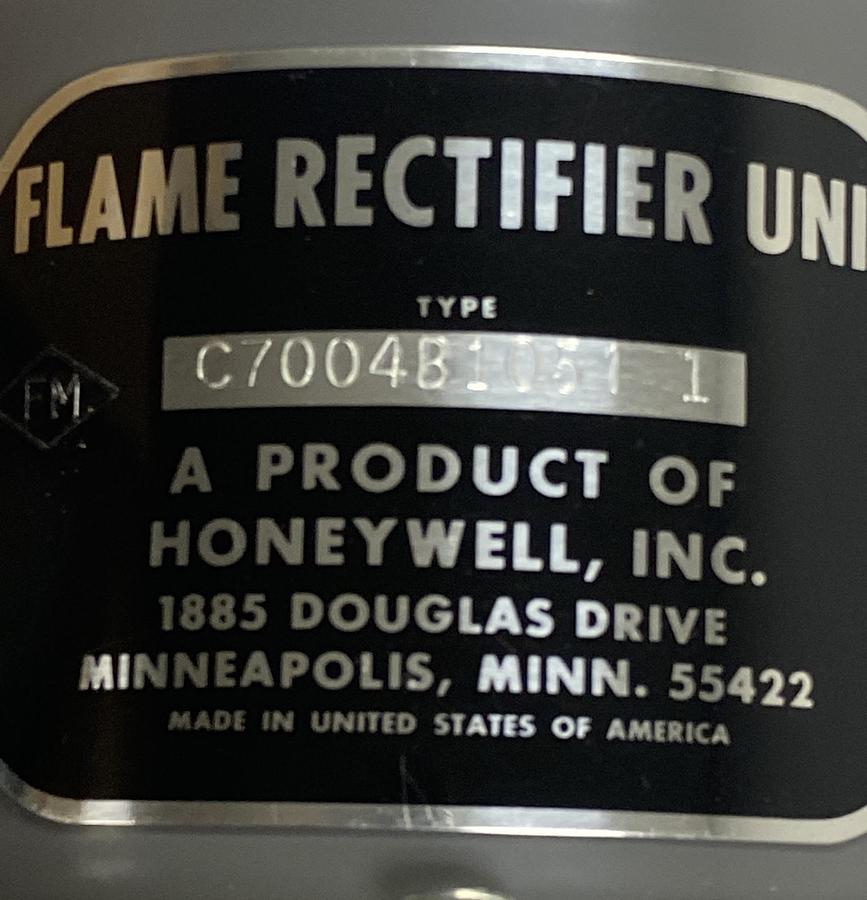 FLAME RECTIFIER UNI
TYPE
C7004B1051 1
FM
A PRODUCT OF
HONEYWELL, INC.
1885 DOUGLAS DRIVE
MINNEAPOLIS, MINN. 55422
MADE IN UNITED STATES OF AMERICA